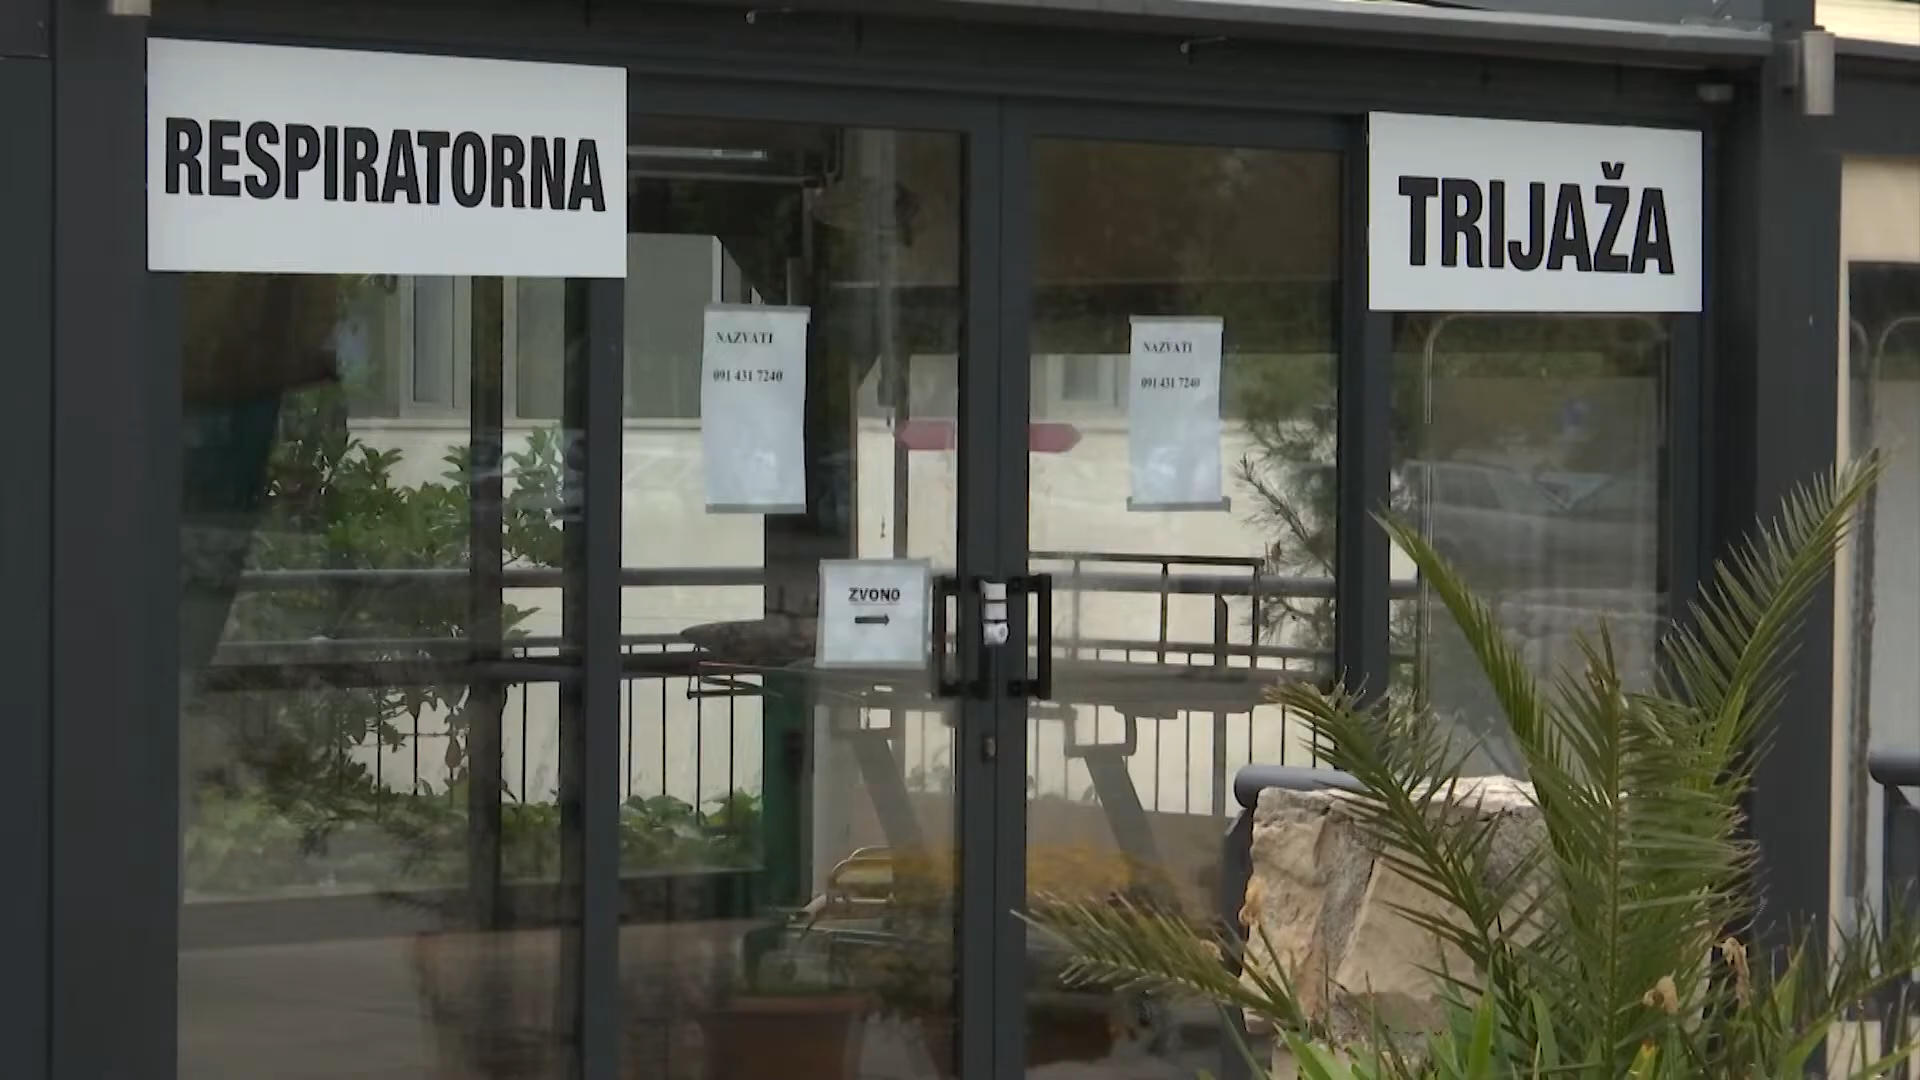 RESPIRATORNA
TRIJAŽA
NAZVATI
091 431 7240
NAZVATI
091 431 7240
ZVONO